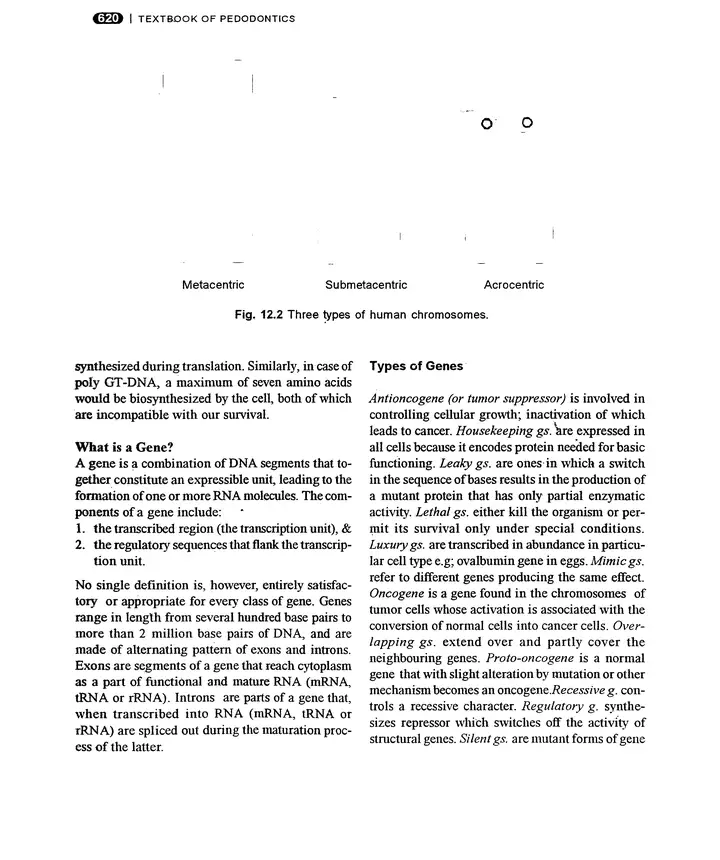 620 | TEXTBOOK OF PEDODONTICS
Metacentric Submetacentric Acrocentric
Fig. 12.2 Three types of human chromosomes.
synthesized during translation. Similarly, in case of
poly GT-DNA, a maximum of seven amino acids
would be biosynthesized by the cell, both of which
are incompatible with our survival.
What is a Gene?
A gene is a combination of DNA segments that to-
gether constitute an expressible unit, leading to the
formation of one or more RNA molecules. The com-
ponents of a gene include:
1. the transcribed region (the transcription unit), &
2. the regulatory sequences that flank the transcrip-
tion unit.
No single definition is, however, entirely satisfac-
tory or appropriate for every class of gene. Genes
range in length from several hundred base pairs to
more than 2 million base pairs of DNA, and are
made of alternating pattern of exons and introns.
Exons are segments of a gene that reach cytoplasm
as a part of functional and mature RNA (mRNA,
tRNA or rRNA). Introns are parts of a gene that,
when transcribed into RNA (mRNA, tRNA or
rRNA) are spliced out during the maturation proc-
ess of the latter.
Types of Genes
Antioncogene (or tumor suppressor) is involved in
controlling cellular growth; inactivation of which
leads to cancer. Housekeeping gs. are expressed in
all cells because it encodes protein needed for basic
functioning. Leaky gs. are ones in which a switch
in the sequence of bases results in the production of
a mutant protein that has only partial enzymatic
activity. Lethal gs. either kill the organism or per-
mit its survival only under special conditions.
Luxury gs. are transcribed in abundance in particu-
lar cell type e.g; ovalbumin gene in eggs. Mimic gs.
refer to different genes producing the same effect.
Oncogene is a gene found in the chromosomes of
tumor cells whose activation is associated with the
conversion of normal cells into cancer cells. Over-
lapping gs. extend over and partly cover the
neighbouring genes. Proto-oncogene is a normal
gene that with slight alteration by mutation or other
mechanism becomes an oncogene.Recessive g. con-
trols a recessive character. Regulatory g. synthe-
sizes repressor which switches off the activity of
structural genes. Silent gs. are mutant forms of gene